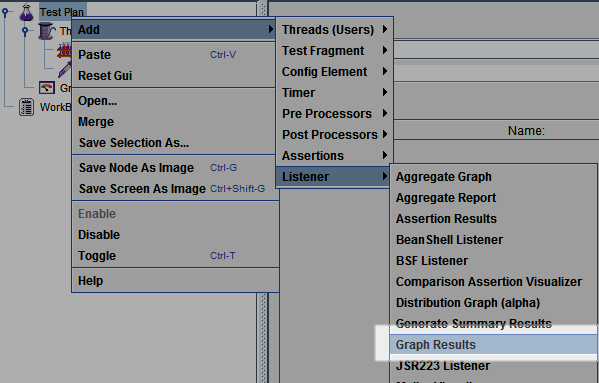 Test Plan
Th
Gr
WorkB
Add
Paste Ctrl-V
Reset Gui
Open...
Merge
Save Selection As...
Save Node As Image Ctrl-G
Save Screen As Image Ctrl+Shift-G
Enable
Disable
Toggle Ctrl-T
Help
Threads (Users)
Test Fragment
Config Element
Timer
Pre Processors
Post Processors
Assertions
Listener
Name:
Aggregate Graph
Aggregate Report
Assertion Results
BeanShell Listener
BSF Listener
Comparison Assertion Visualizer
Distribution Graph (alpha)
Generate Summary Results
Graph Results
JSR223 Listener